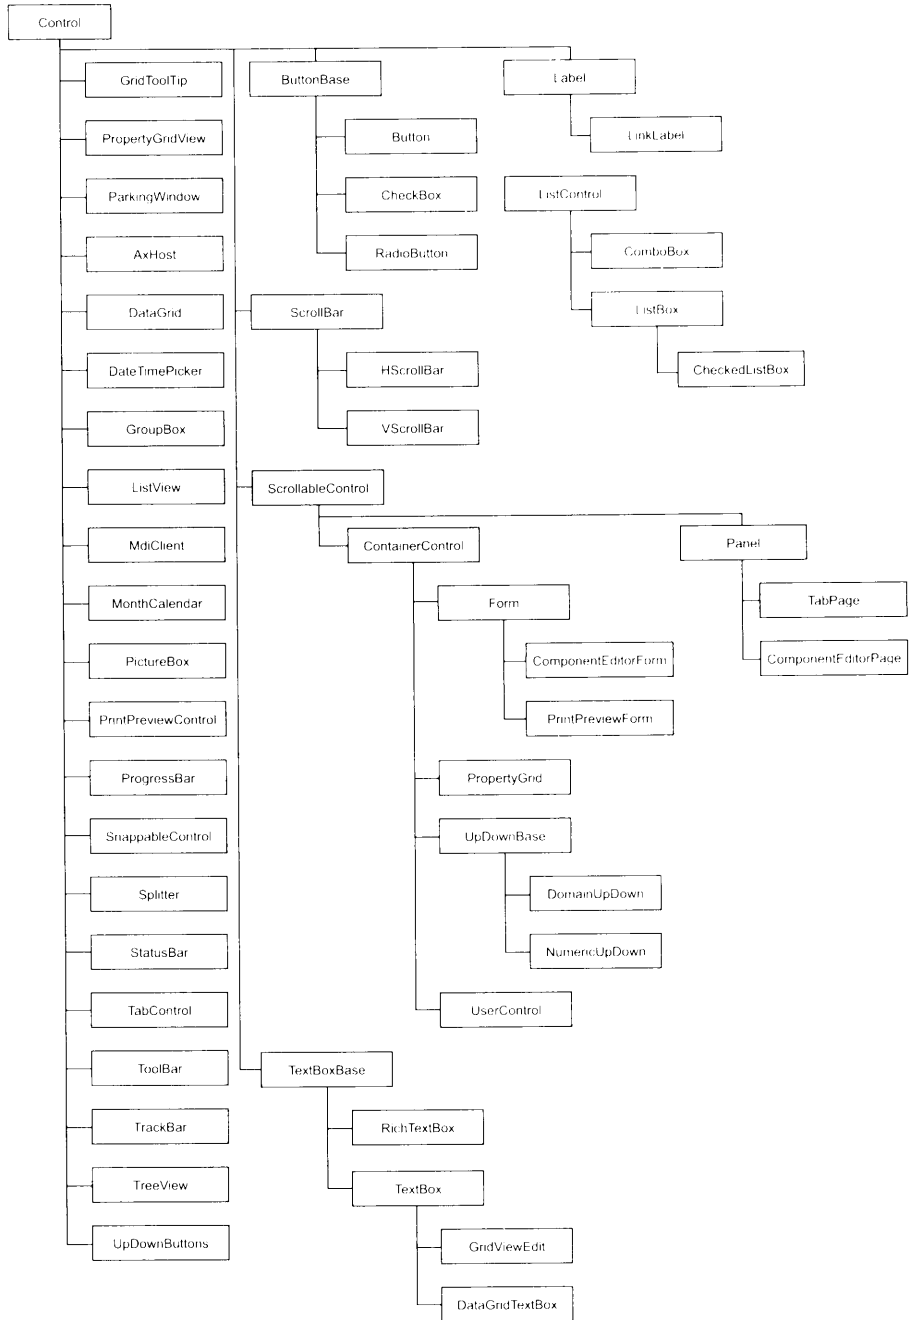 Control
GridToolTip
PropertyGridView
ParkingWindow
AxHost
DataGrid
DateTimePicker
GroupBox
ListView
MdiClient
MonthCalendar
PictureBox
PrintPreviewControl
ProgressBar
SnappableControl
Splitter
StatusBar
TabControl
ToolBar
TrackBar
TreeView
UpDownButtons
ButtonBase
Button
CheckBox
RadioButton
ScrollBar
HScrollBar
VScrollBar
ScrollableControl
ContainerControl
Form
ComponentEditorForm
PrintPreviewForm
PropertyGrid
UpDownBase
DomainUpDown
NumericUpDown
UserControl
Panel
TabPage
ComponentEditorPage
TextBoxBase
RichTextBox
TextBox
GridViewEdit
DataGridTextBox
Label
LinkLabel
ListControl
ComboBox
ListBox
CheckedListBox